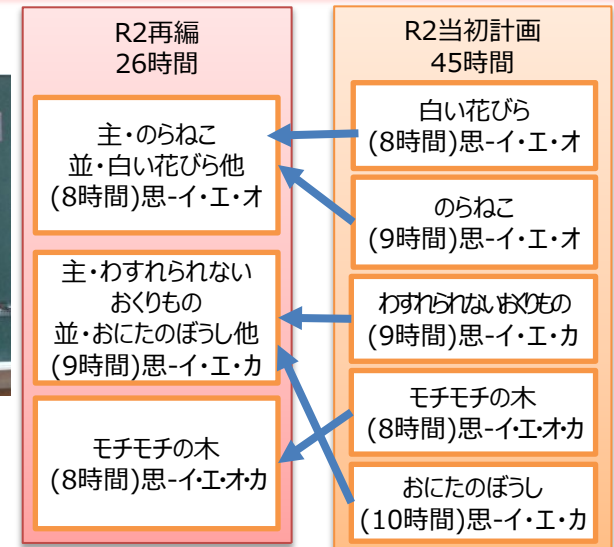 R2再編
26時間
主・のらねこ
並・白い花びら他
(8時間)思-イ・エ・オ
主・わすれられない
おくりもの
並・おにたのぼうし他
(9時間)思-イ・エ・カ
モチモチの木
(8時間)思-イ・エ・オ・カ
R2当初計画
45時間
白い花びら
(8時間)思-イ・エ・オ
のらねこ
(9時間)思-イ・エ・オ
わすれられないおくりもの
(9時間)思-イ・エ・カ
モチモチの木
(8時間)思-イ・エ・オ・カ
おにたのぼうし
(10時間)思-イ・エ・カ